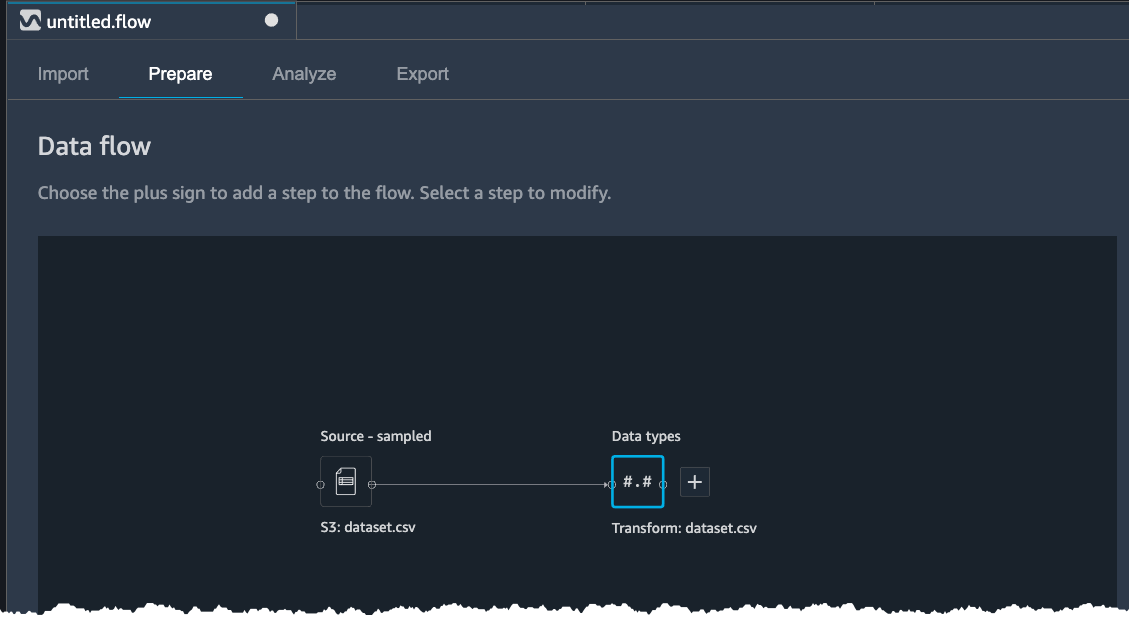 untitled.flow
Import Prepare Analyze Export
Data flow
Choose the plus sign to add a step to the flow. Select a step to modify.
Source - sampled Data types
#.#
S3: dataset.csv Transform: dataset.csv